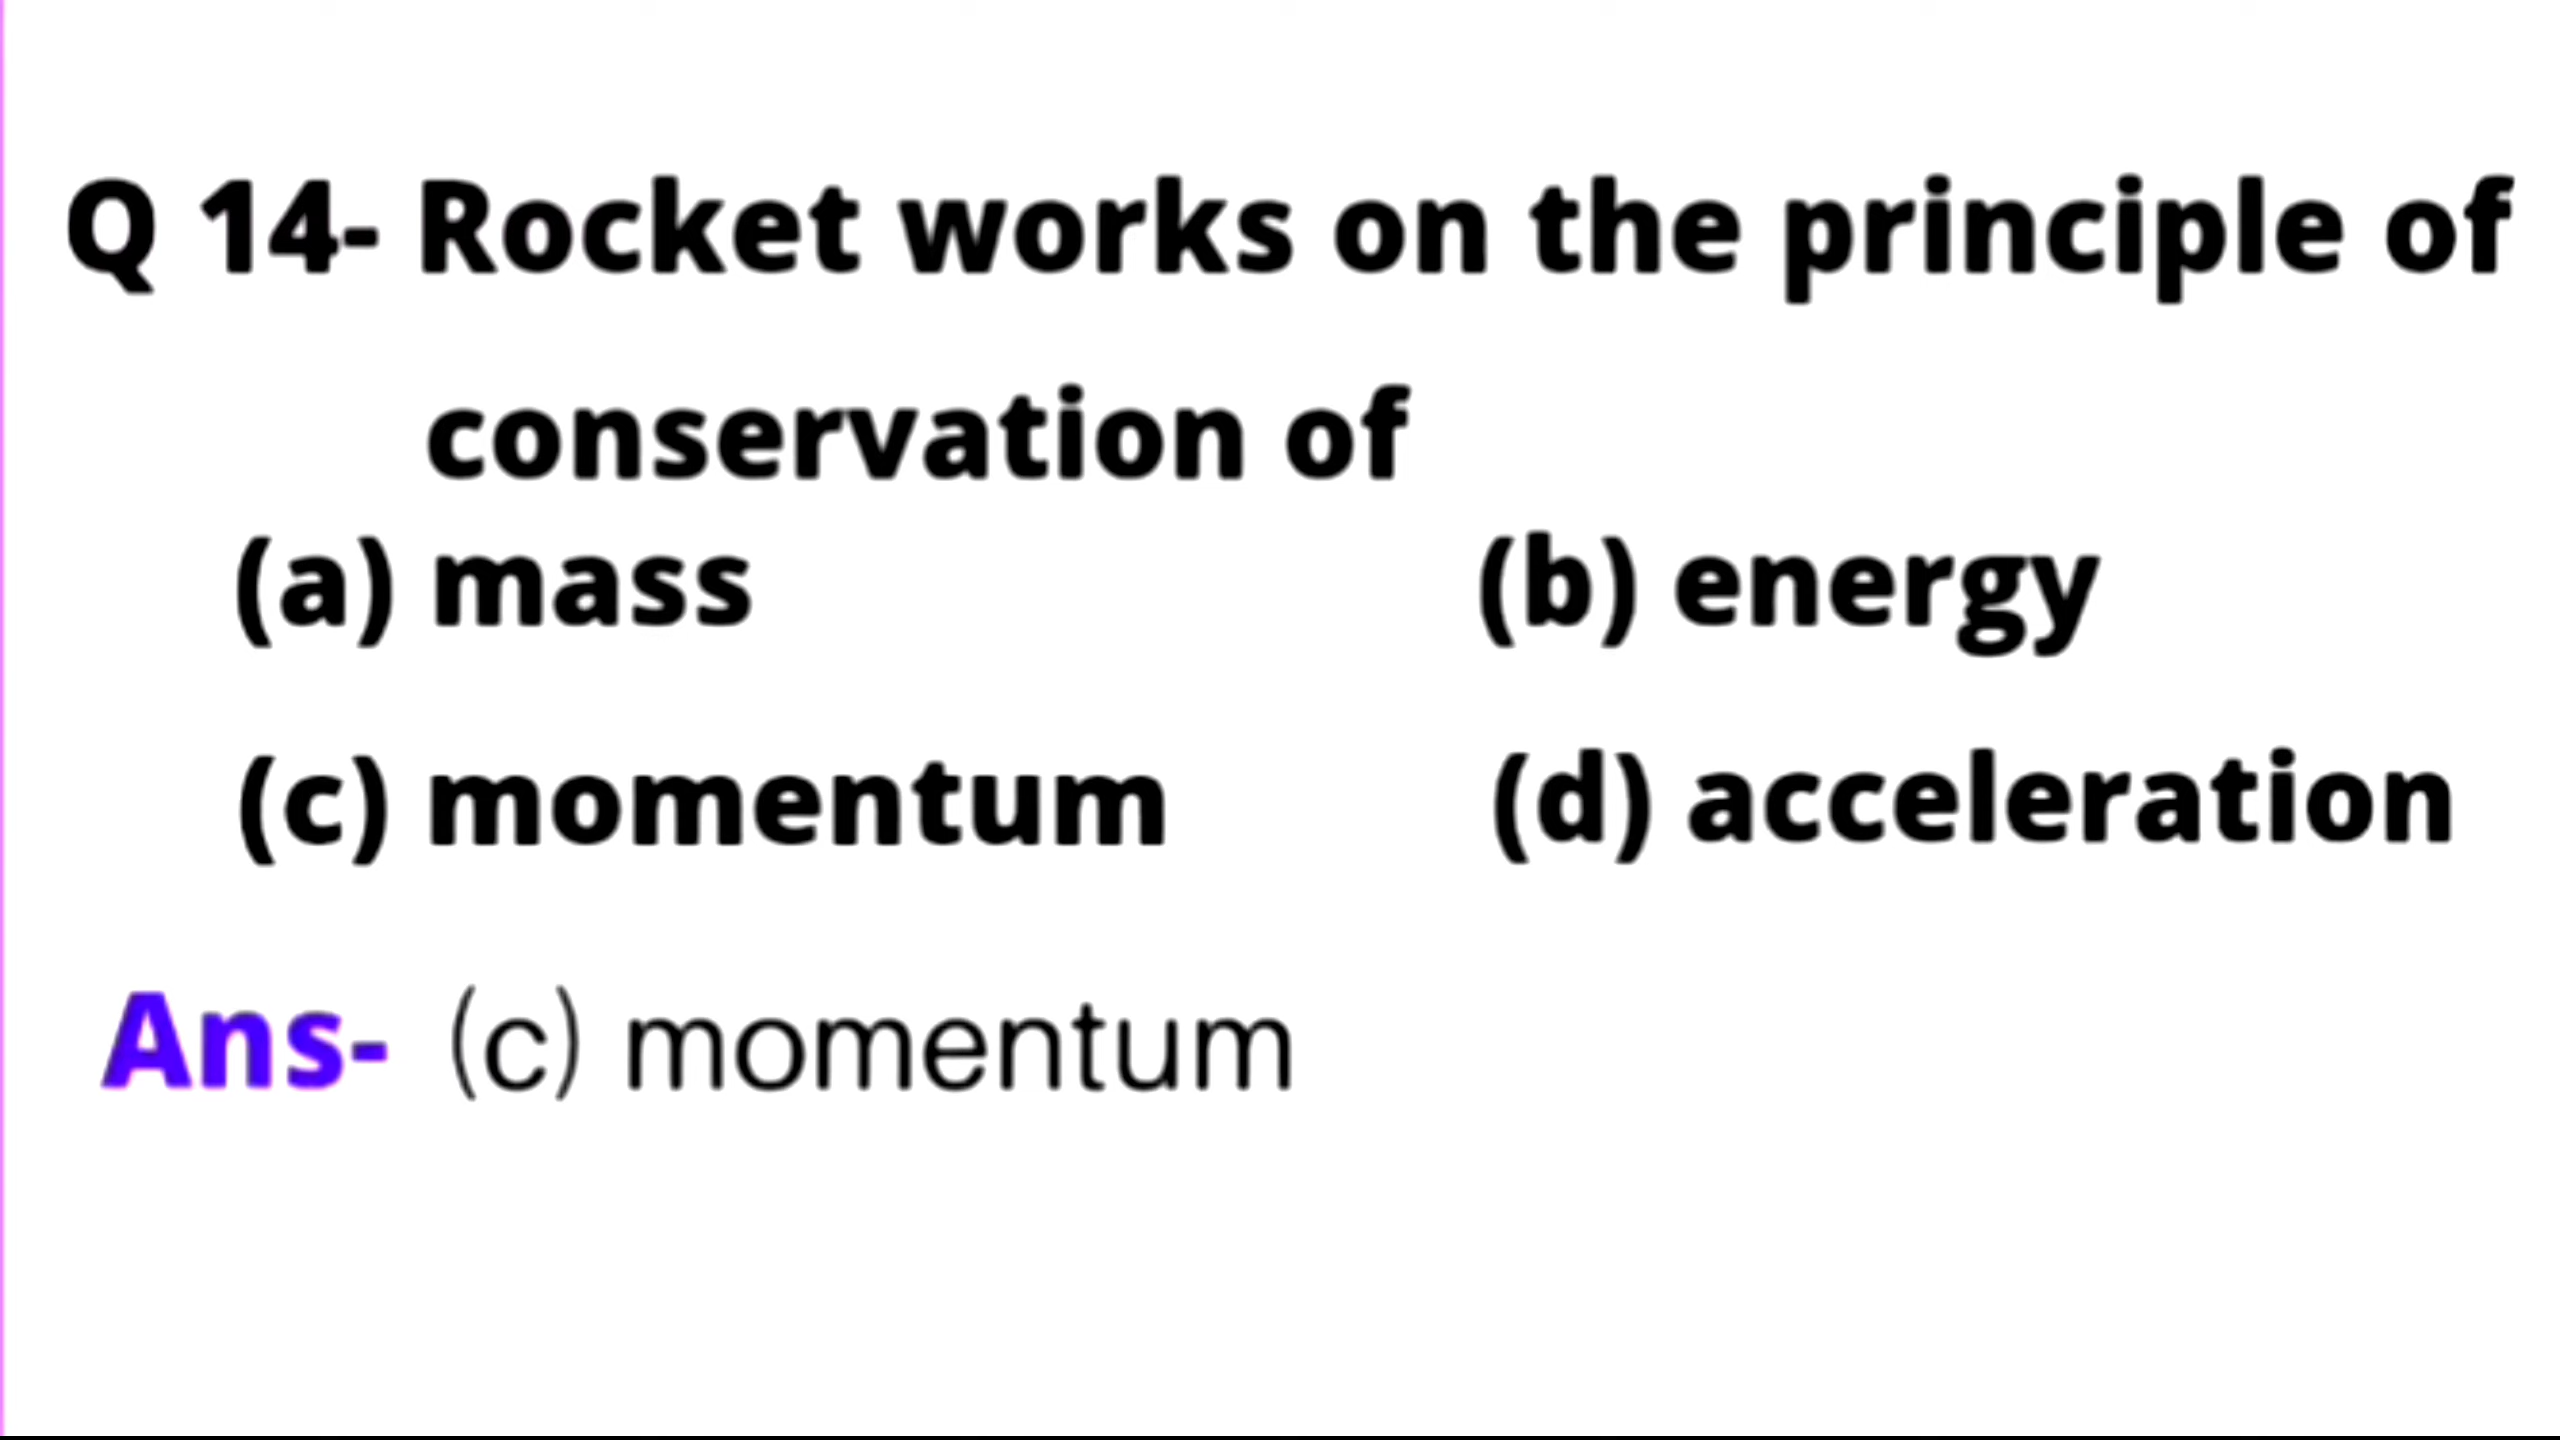 Q 14- Rocket works on the principle of
conservation of
(a) mass (b) energy
(c) momentum (d) acceleration
Ans- (c) momentum